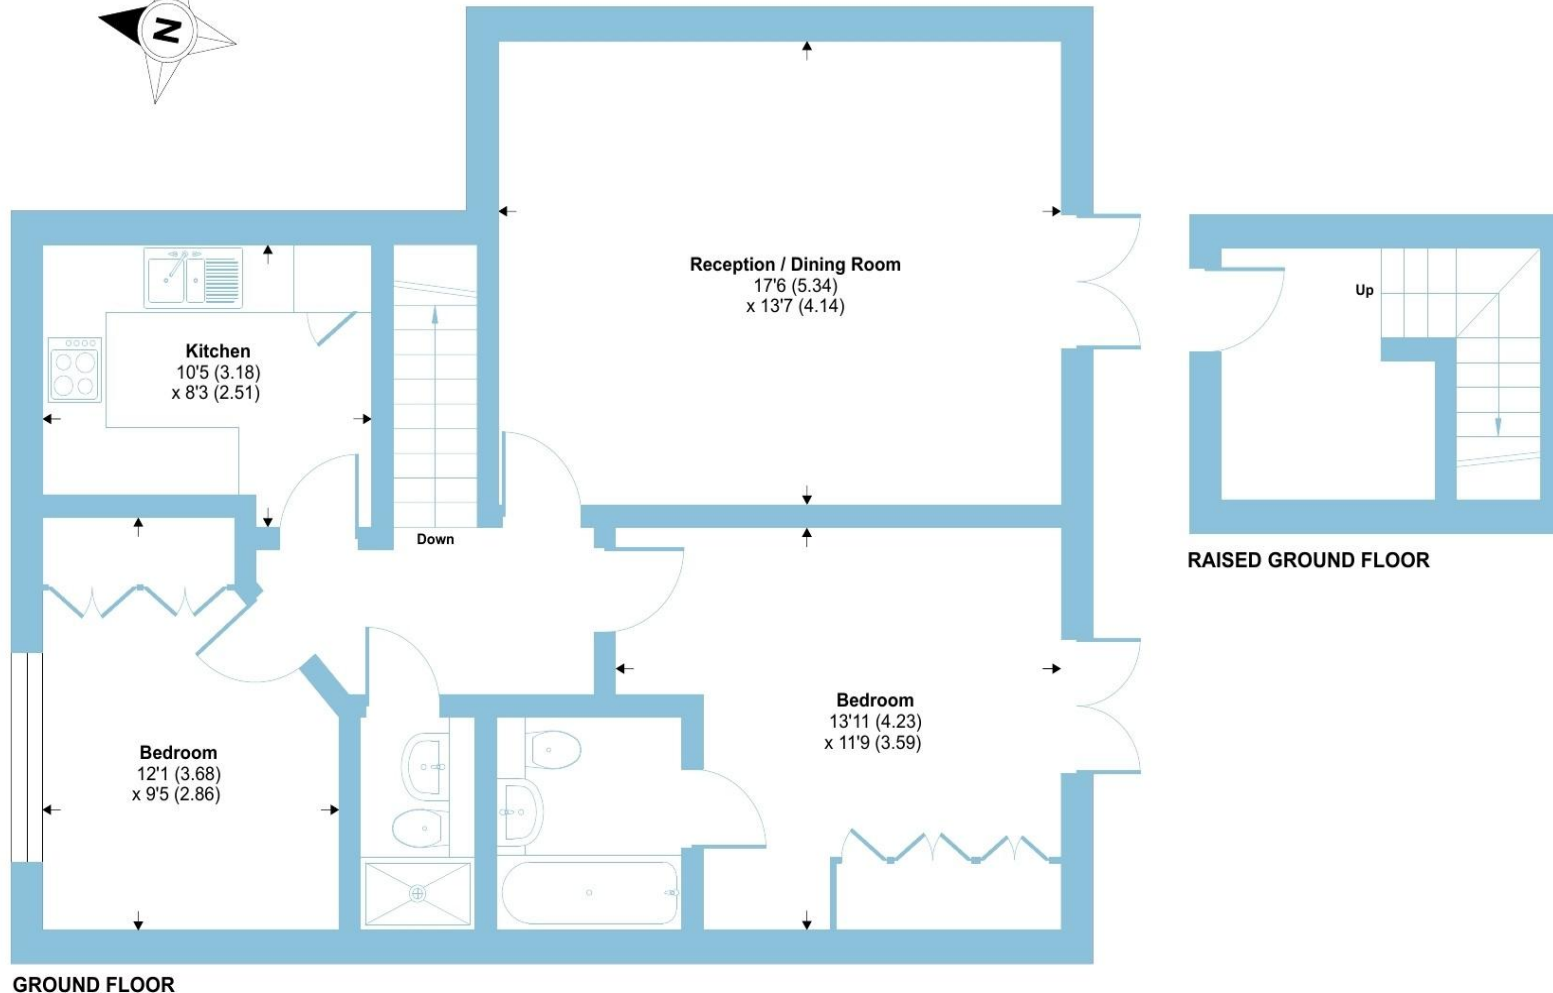 N
Reception / Dining Room
17'6 (5.34)
x 13'7 (4.14)
Up
Kitchen
10'5 (3.18)
x 8'3 (2.51)
Down
RAISED GROUND FLOOR
Bedroom
13'11 (4.23)
x 11'9 (3.59)
Bedroom
12'1 (3.68)
x 9'5 (2.86)
GROUND FLOOR